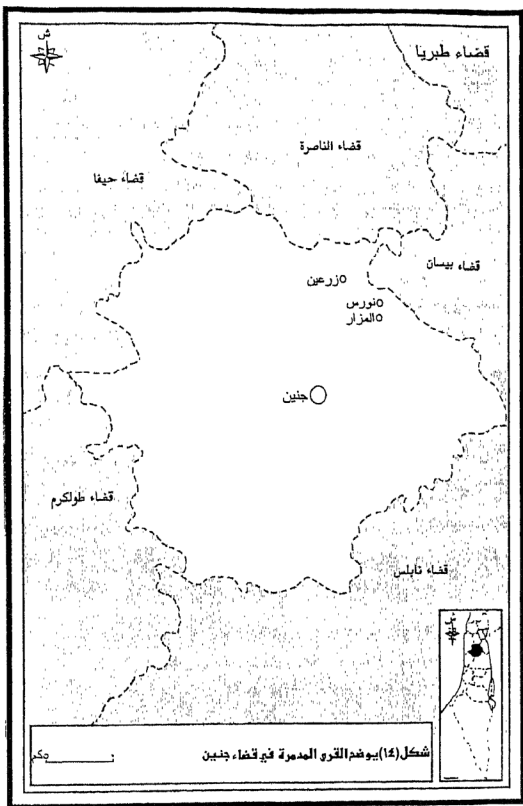 ش
قضاء طبريا
قضاء الناصرة
قضاء حيفا
قضاء بيسان
زرعين
نورس
المزار
جنين
قضاء طولكرم
قضاء نابلس
شكل (١٤) يوضح القرى المدمرة في قضاء جنين
٥كم